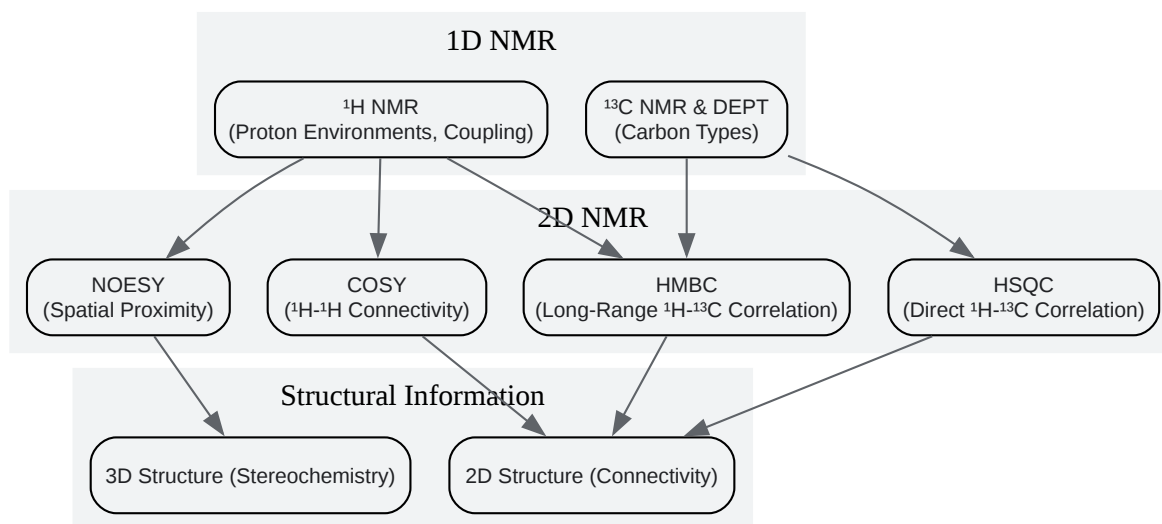 1D NMR
¹H NMR
(Proton Environments, Coupling)
¹³C NMR & DEPT
(Carbon Types)
2D NMR
NOESY
(Spatial Proximity)
COSY
(¹H-¹H Connectivity)
HMBC
(Long-Range ¹H-¹³C Correlation)
HSQC
(Direct ¹H-¹³C Correlation)
Structural Information
3D Structure (Stereochemistry)
2D Structure (Connectivity)